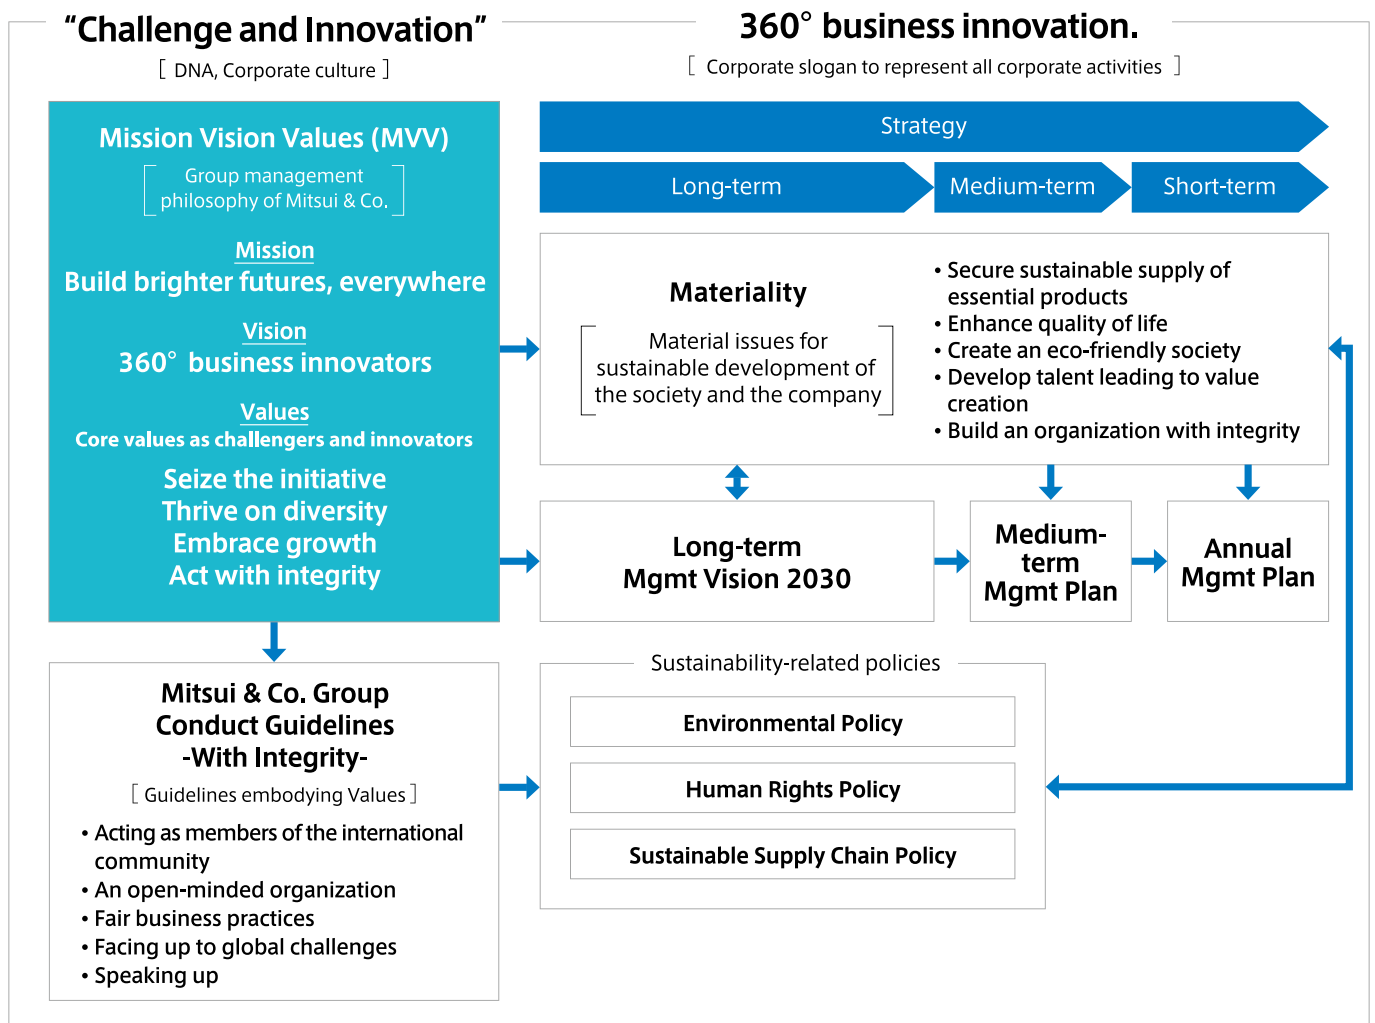 “Challenge and Innovation”
[ DNA, Corporate culture ]
360° business innovation.
[ Corporate slogan to represent all corporate activities ]
Mission Vision Values (MVV)
[ Group management
philosophy of Mitsui & Co. ]
Mission
Build brighter futures, everywhere
Vision
360° business innovators
Values
Core values as challengers and innovators
Seize the initiative
Thrive on diversity
Embrace growth
Act with integrity
Strategy
Long-term
Medium-term
Short-term
Materiality
[ Material issues for
sustainable development of
the society and the company ]
• Secure sustainable supply of
essential products
• Enhance quality of life
• Create an eco-friendly society
• Develop talent leading to value
creation
• Build an organization with integrity
Long-term
Mgmt Vision 2030
Medium-
term
Mgmt Plan
Annual
Mgmt Plan
Mitsui & Co. Group
Conduct Guidelines
-With Integrity-
[ Guidelines embodying Values ]
• Acting as members of the international
community
• An open-minded organization
• Fair business practices
• Facing up to global challenges
• Speaking up
Sustainability-related policies
Environmental Policy
Human Rights Policy
Sustainable Supply Chain Policy